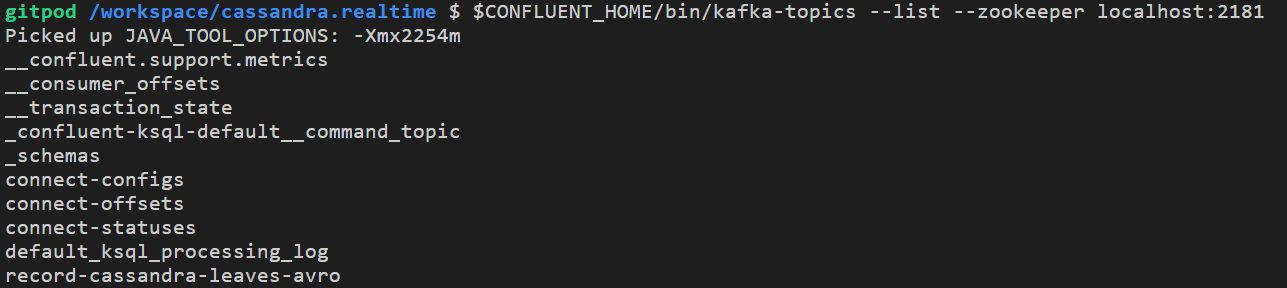 gitpod /workspace/cassandra.realtime $ $CONFLUENT_HOME/bin/kafka-topics --list --zookeeper localhost:2181
Picked up JAVA_TOOL_OPTIONS: -Xmx2254m
__confluent.support.metrics
__consumer_offsets
__transaction_state
_confluent-ksql-default__command_topic
_schemas
connect-configs
connect-offsets
connect-statuses
default_ksql_processing_log
record-cassandra-leaves-avro